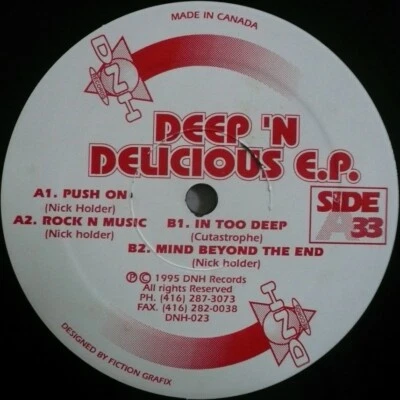 MADE IN CANADA
DNH
DEEP 'N
DELICIOUS E.P.
A1. PUSH ON
(Nick Holder)
A2. ROCK N MUSIC
(Nick holder)
B1. IN TOO DEEP
(Cutastrophe)
B2. MIND BEYOND THE END
(Nick holder)
SIDE
A 33
℗ © 1995 DNH Records
All rights Reserved
PH. (416) 287-3073
FAX. (416) 282-0038
DNH-023
DNH
DESIGNED BY FICTION GRAFIX